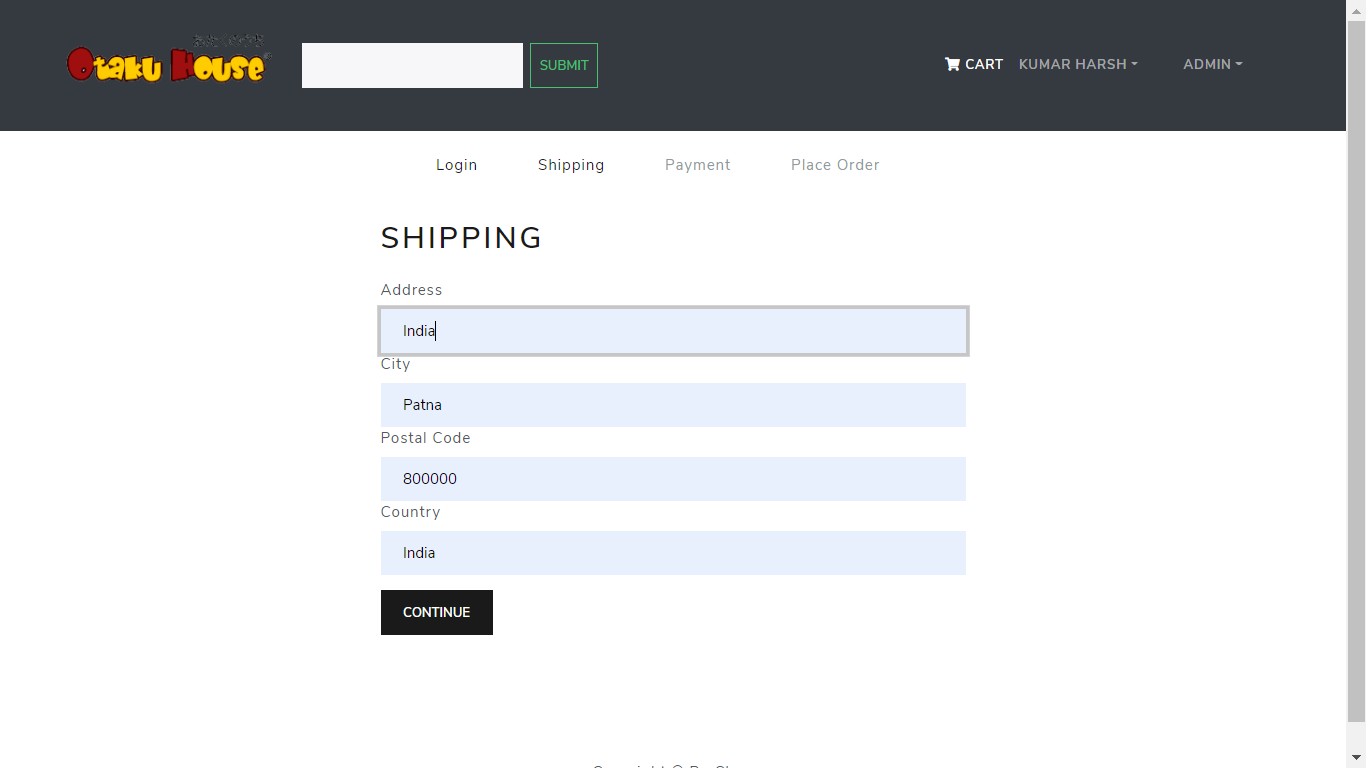 Otaku House
SUBMIT
CART
KUMAR HARSH
ADMIN
Login
Shipping
Payment
Place Order
SHIPPING
Address
India
City
Patna
Postal Code
800000
Country
India
CONTINUE